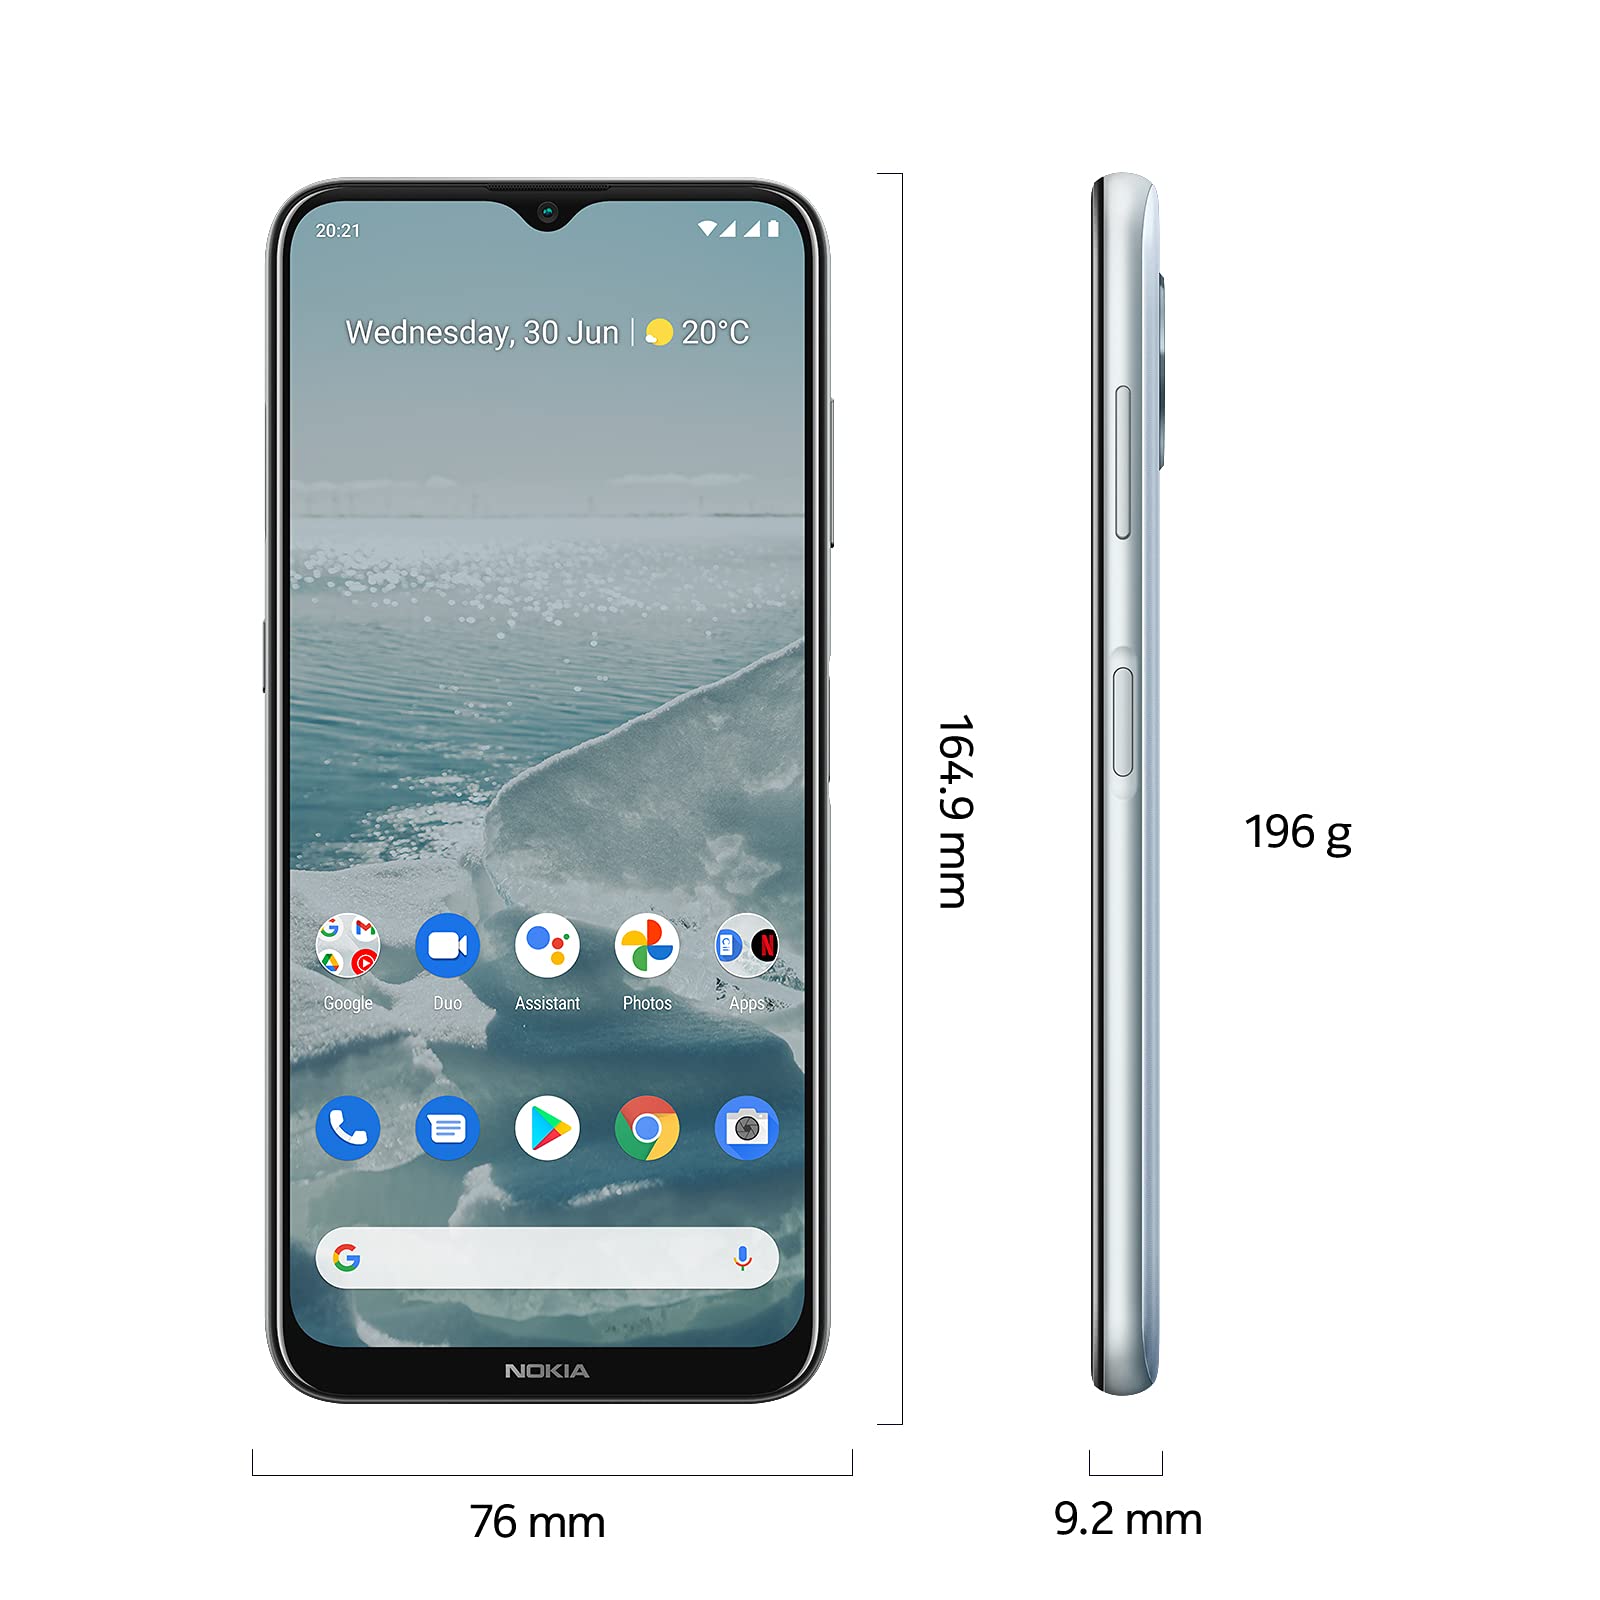 20:21
Wednesday, 30 Jun | 20°C
Google Duo Assistant Photos Apps
NOKIA
164.9 mm
196 g
76 mm
9.2 mm